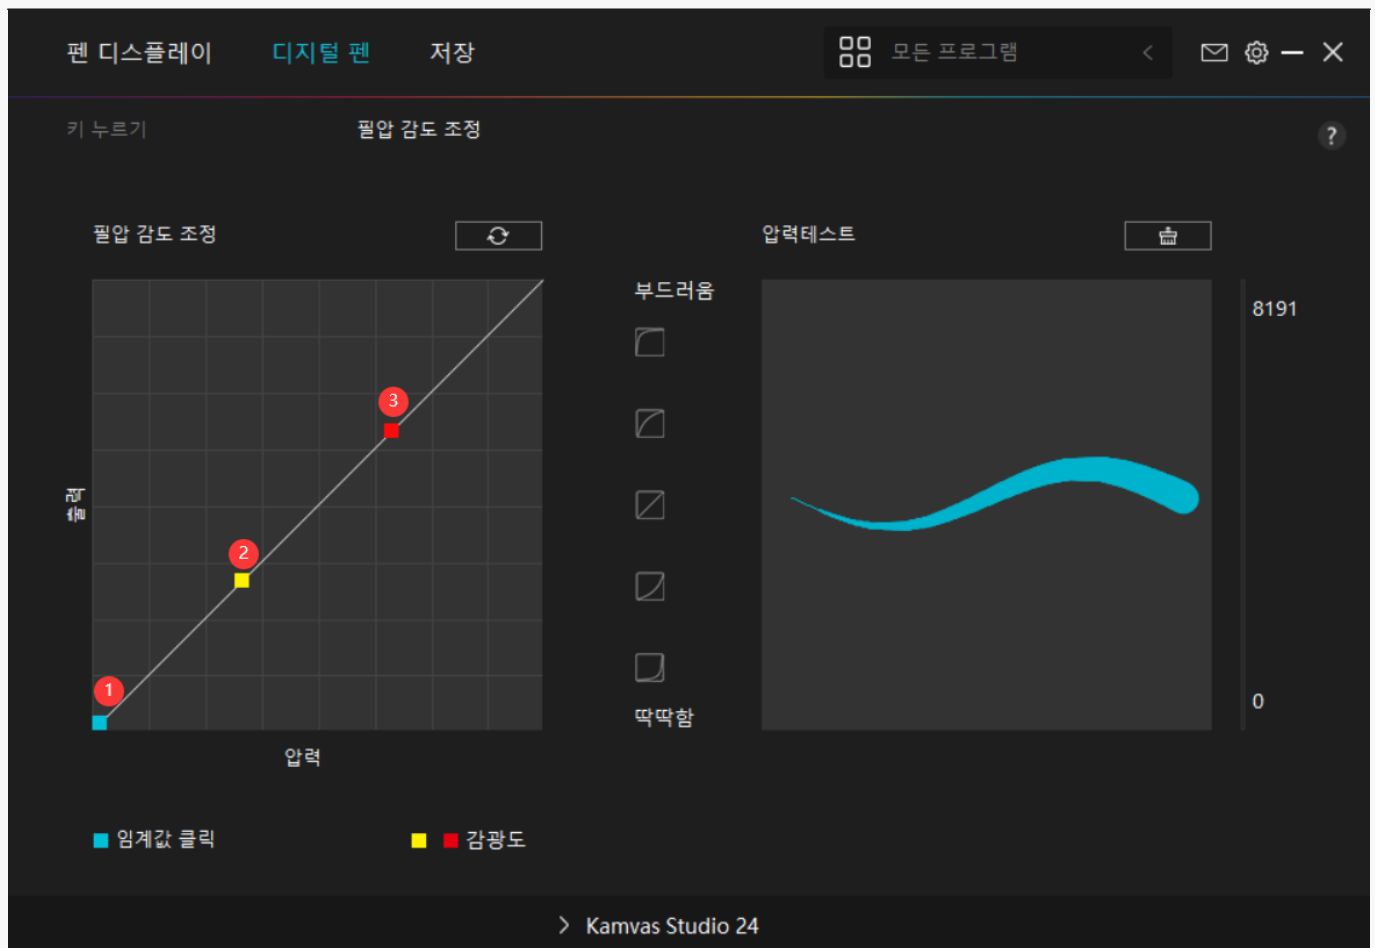 펜 디스플레이 디지털 펜 저장 모든 프로그램
키 누르기 필압 감도 조정 ?
필압 감도 조정 압력테스트
부드러움
8191
3
출력
2
1
0
딱딱함
압력
임계값 클릭 감광도
Kamvas Studio 24